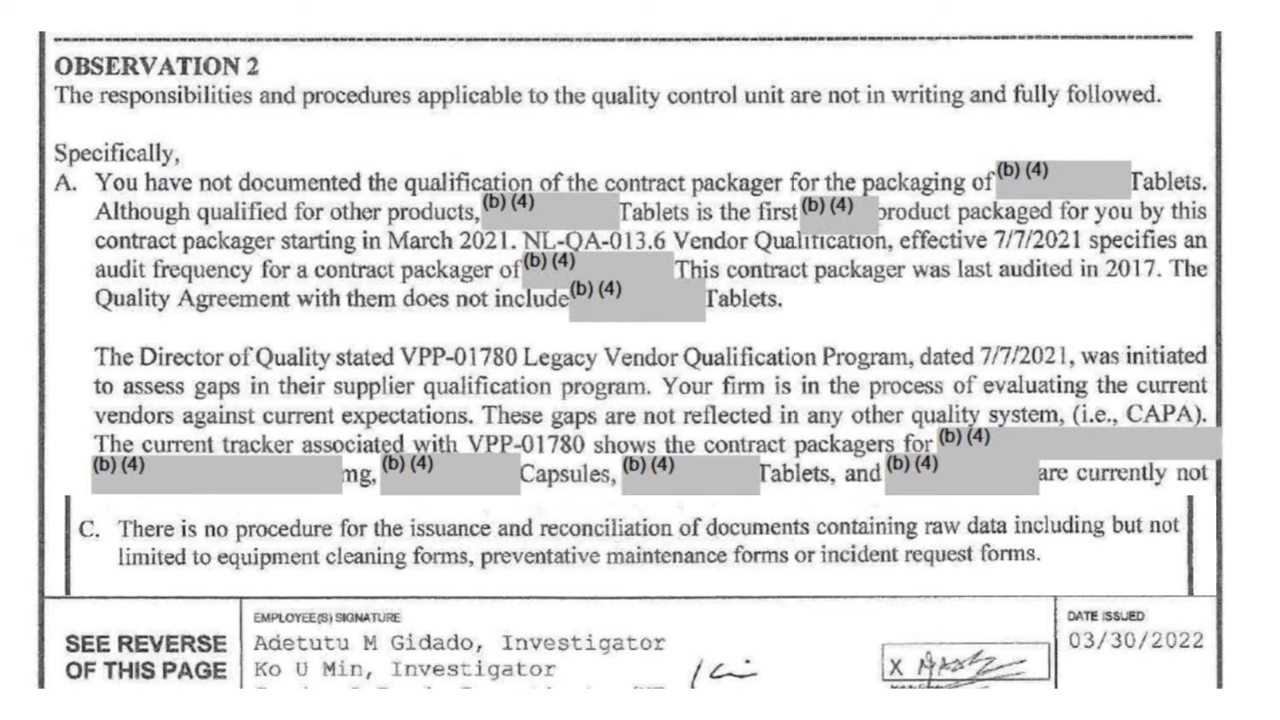 OBSERVATION 2
The responsibilities and procedures applicable to the quality control unit are not in writing and fully followed.
Specifically,
A. You have not documented the qualification of the contract packager for the packaging of (b) (4) Tablets.
Although qualified for other products, (b) (4) Tablets is the first (b) (4) product packaged for you by this
contract packager starting in March 2021. NL-QA-013.6 Vendor Qualification, effective 7/7/2021 specifies an
audit frequency for a contract packager of (b) (4) This contract packager was last audited in 2017. The
Quality Agreement with them does not include (b) (4) Tablets.
The Director of Quality stated VPP-01780 Legacy Vendor Qualification Program, dated 7/7/2021, was initiated
to assess gaps in their supplier qualification program. Your firm is in the process of evaluating the current
vendors against current expectations. These gaps are not reflected in any other quality system, (i.e., CAPA).
The current tracker associated with VPP-01780 shows the contract packagers for (b) (4)
(b) (4) mg, (b) (4) Capsules, (b) (4) Tablets, and (b) (4) are currently not
C. There is no procedure for the issuance and reconciliation of documents containing raw data including but not
limited to equipment cleaning forms, preventative maintenance forms or incident request forms.
SEE REVERSE
OF THIS PAGE
EMPLOYEE(S) SIGNATURE
Adetutu M Gidado, Investigator
Ko U Min, Investigator
X
DATE ISSUED
03/30/2022